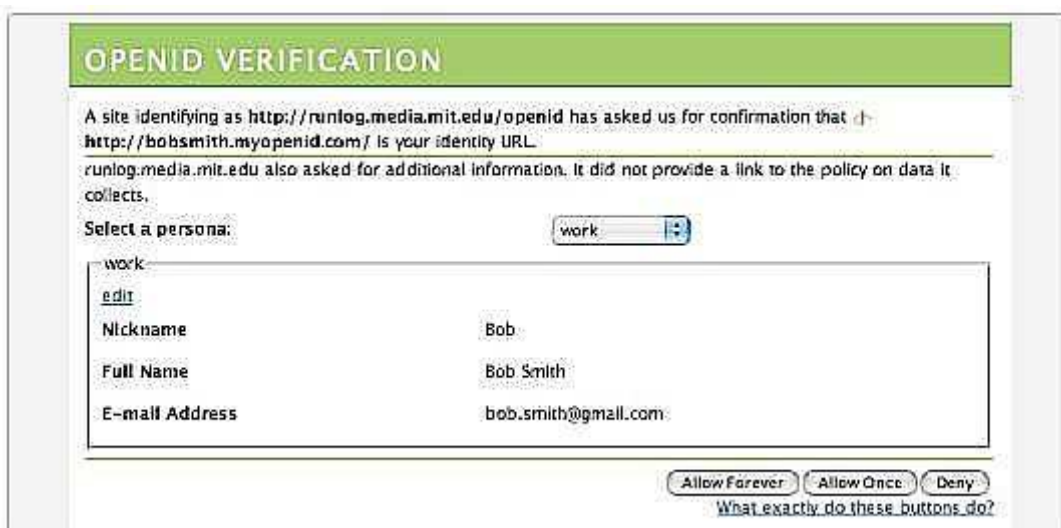 OPENID VERIFICATION
A site identifying as http://runlog.media.mit.edu/openid has asked us for confirmation that
http://bobsmith.myopenid.com/ is your identity URL.
runlog.media.mit.edu also asked for additional information. It did not provide a link to the policy on data it
collects.
Select a persona: work
work
edit
Nickname Bob
Full Name Bob Smith
E-mail Address bob.smith@gmail.com
Allow Forever Allow Once Deny
What exactly do these buttons do?